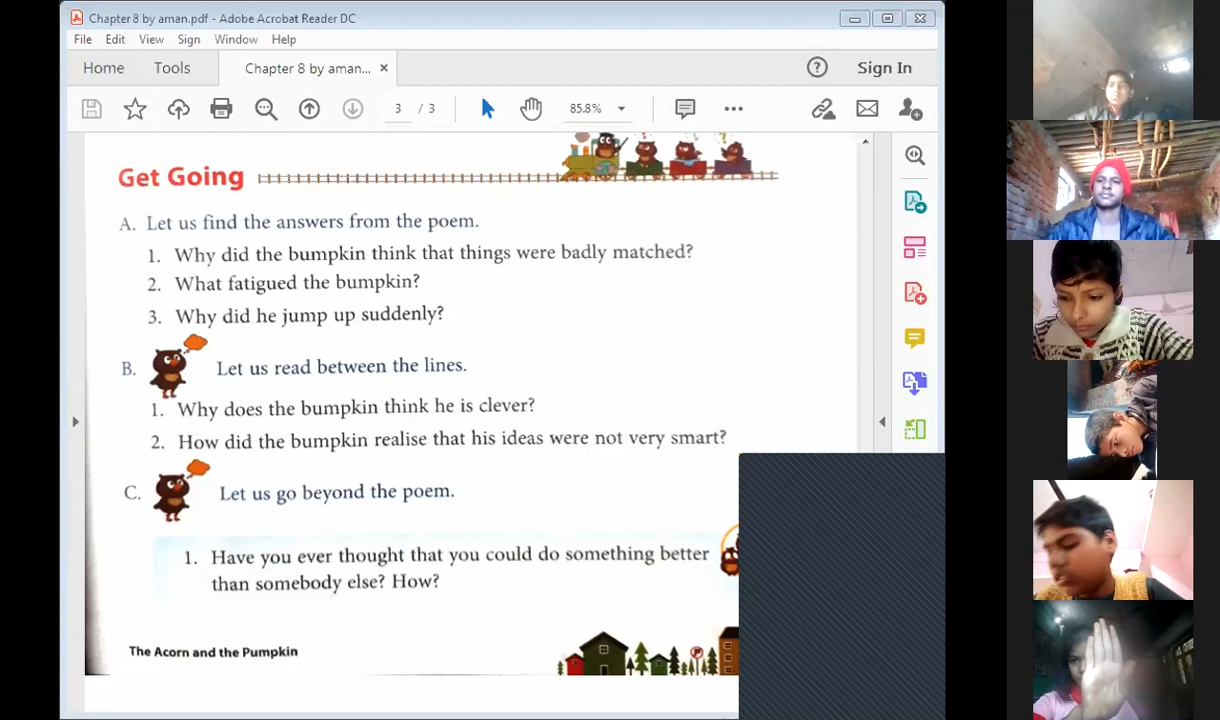 Chapter 8 by aman.pdf - Adobe Acrobat Reader DC
File Edit View Sign Window Help
Home Tools Chapter 8 by aman... × Sign In
3 / 3 85.8%
Get Going
A. Let us find the answers from the poem.
1. Why did the bumpkin think that things were badly matched?
2. What fatigued the bumpkin?
3. Why did he jump up suddenly?
B. Let us read between the lines.
1. Why does the bumpkin think he is clever?
2. How did the bumpkin realise that his ideas were not very smart?
C. Let us go beyond the poem.
1. Have you ever thought that you could do something better
than somebody else? How?
The Acorn and the Pumpkin